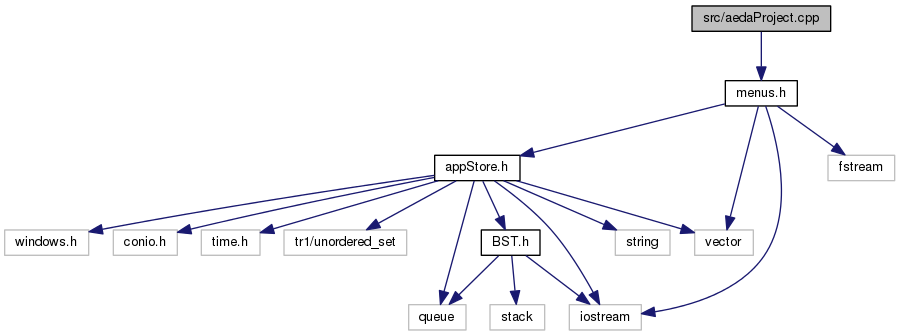 src/aedaProject.cpp
menus.h
appStore.h
fstream
windows.h
conio.h
time.h
tr1/unordered_set
BST.h
string
vector
queue
stack
iostream